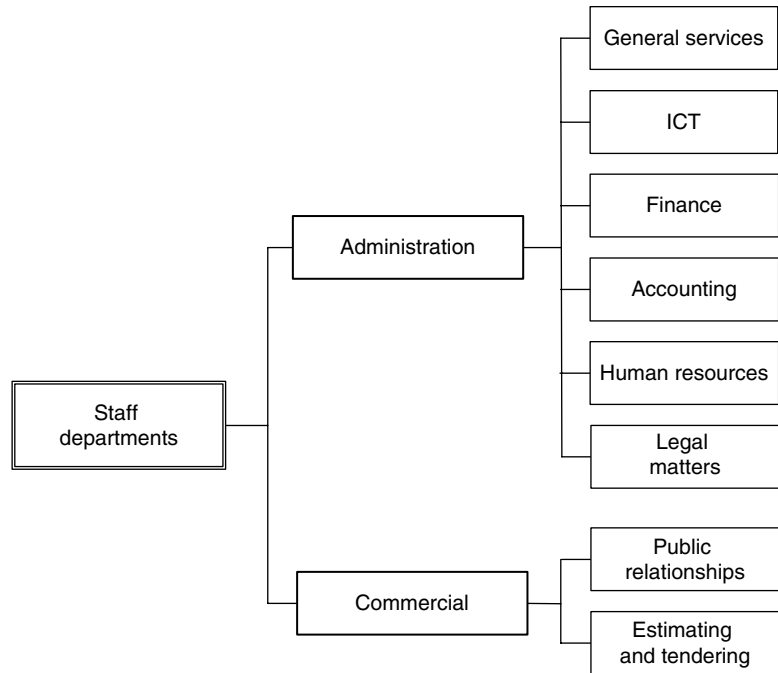 General services
ICT
Finance
Administration
Accounting
Human resources
Staff
departments
Legal
matters
Public
relationships
Commercial
Estimating
and tendering